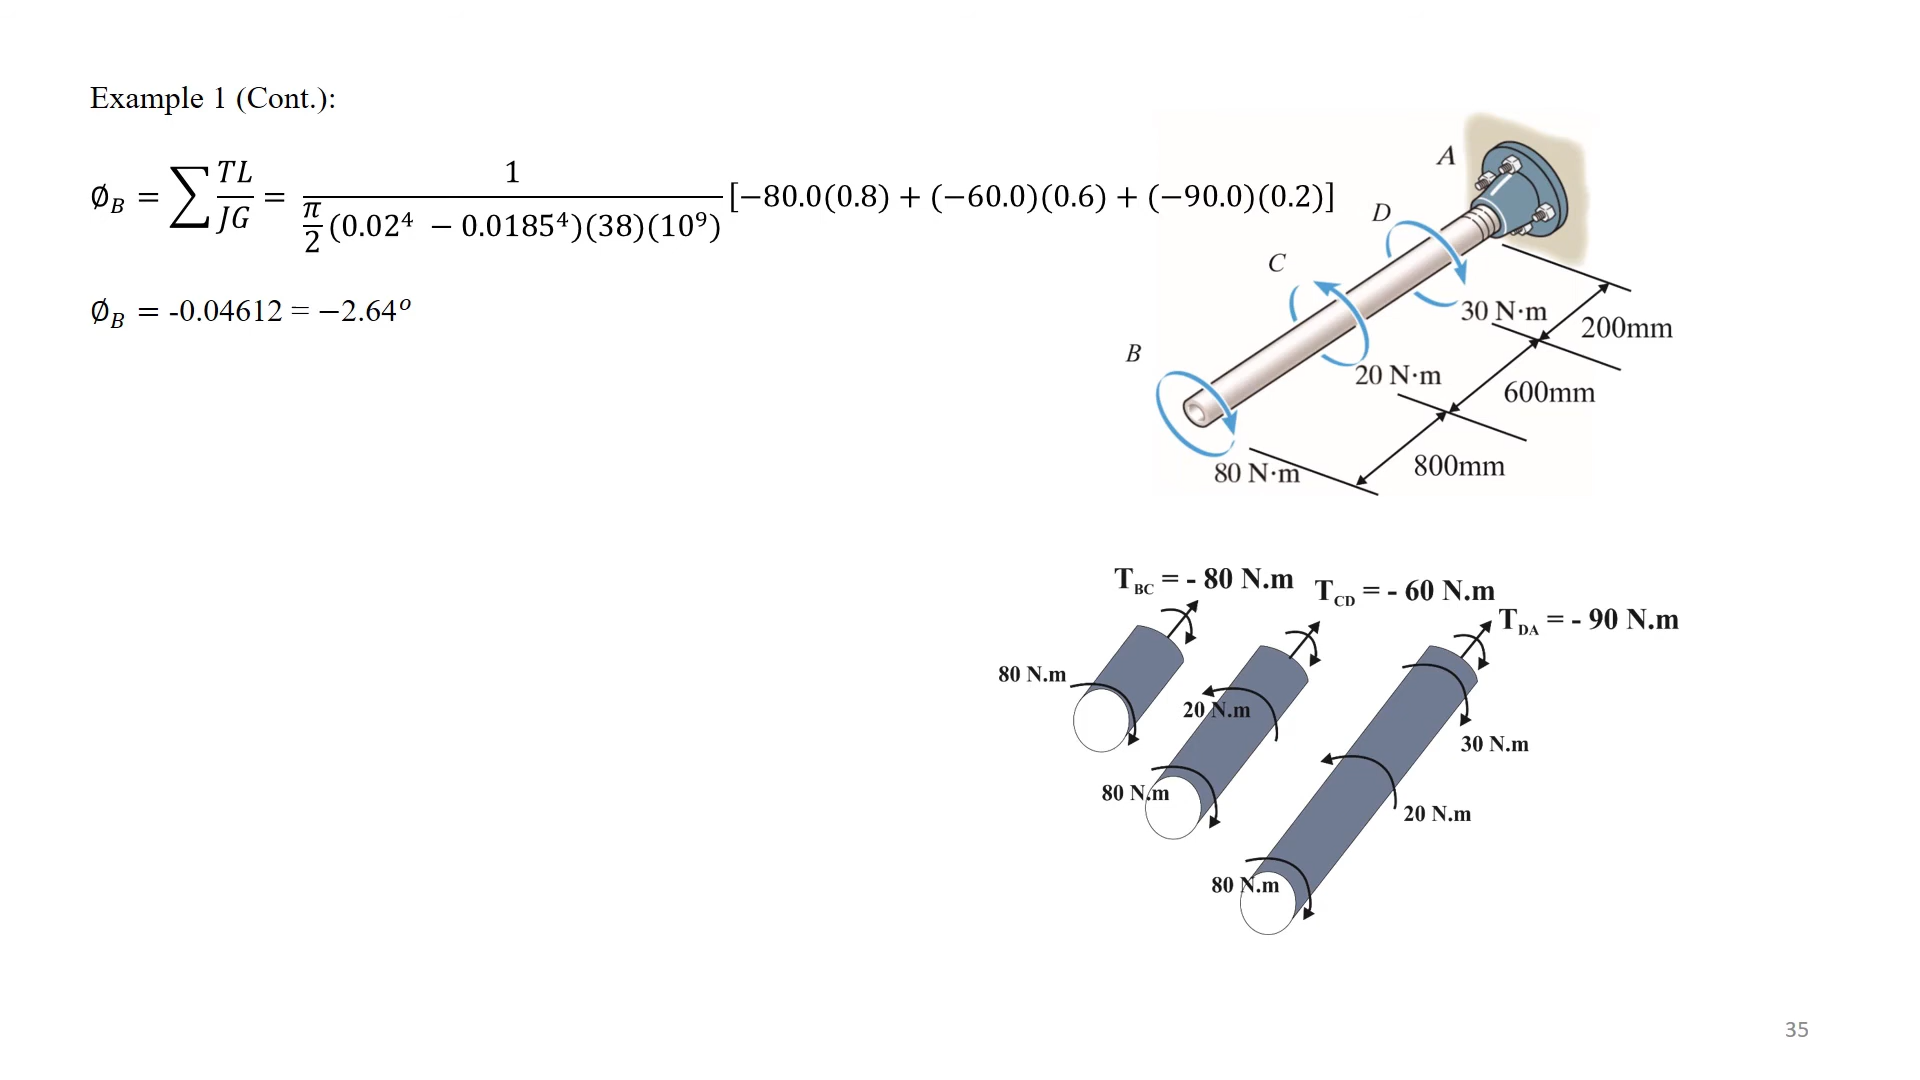 Example 1 (Cont.):
∅_B = ∑ TL/JG = 1/(π/2 (0.02⁴ − 0.0185⁴)(38)(10⁹)) [−80.0(0.8) + (−60.0)(0.6) + (−90.0)(0.2)]
∅_B = -0.04612 = −2.64ᵒ
A
D
C
30 N·m
200mm
B
20 N·m
600mm
80 N·m
800mm
T_BC = - 80 N.m
T_CD = - 60 N.m
T_DA = - 90 N.m
80 N.m
20 N.m
30 N.m
80 N.m
20 N.m
80 N.m
35